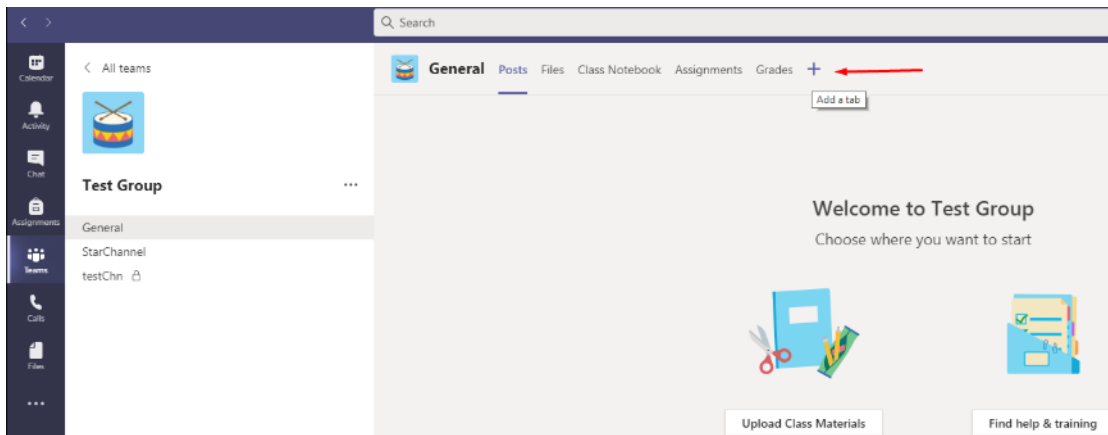 Search
Calendar
Activity
Chat
Assignments
Teams
Calls
Files
All teams
Test Group
General
StarChannel
testChn
General Posts Files Class Notebook Assignments Grades
Add a tab
Welcome to Test Group
Choose where you want to start
Upload Class Materials
Find help & training